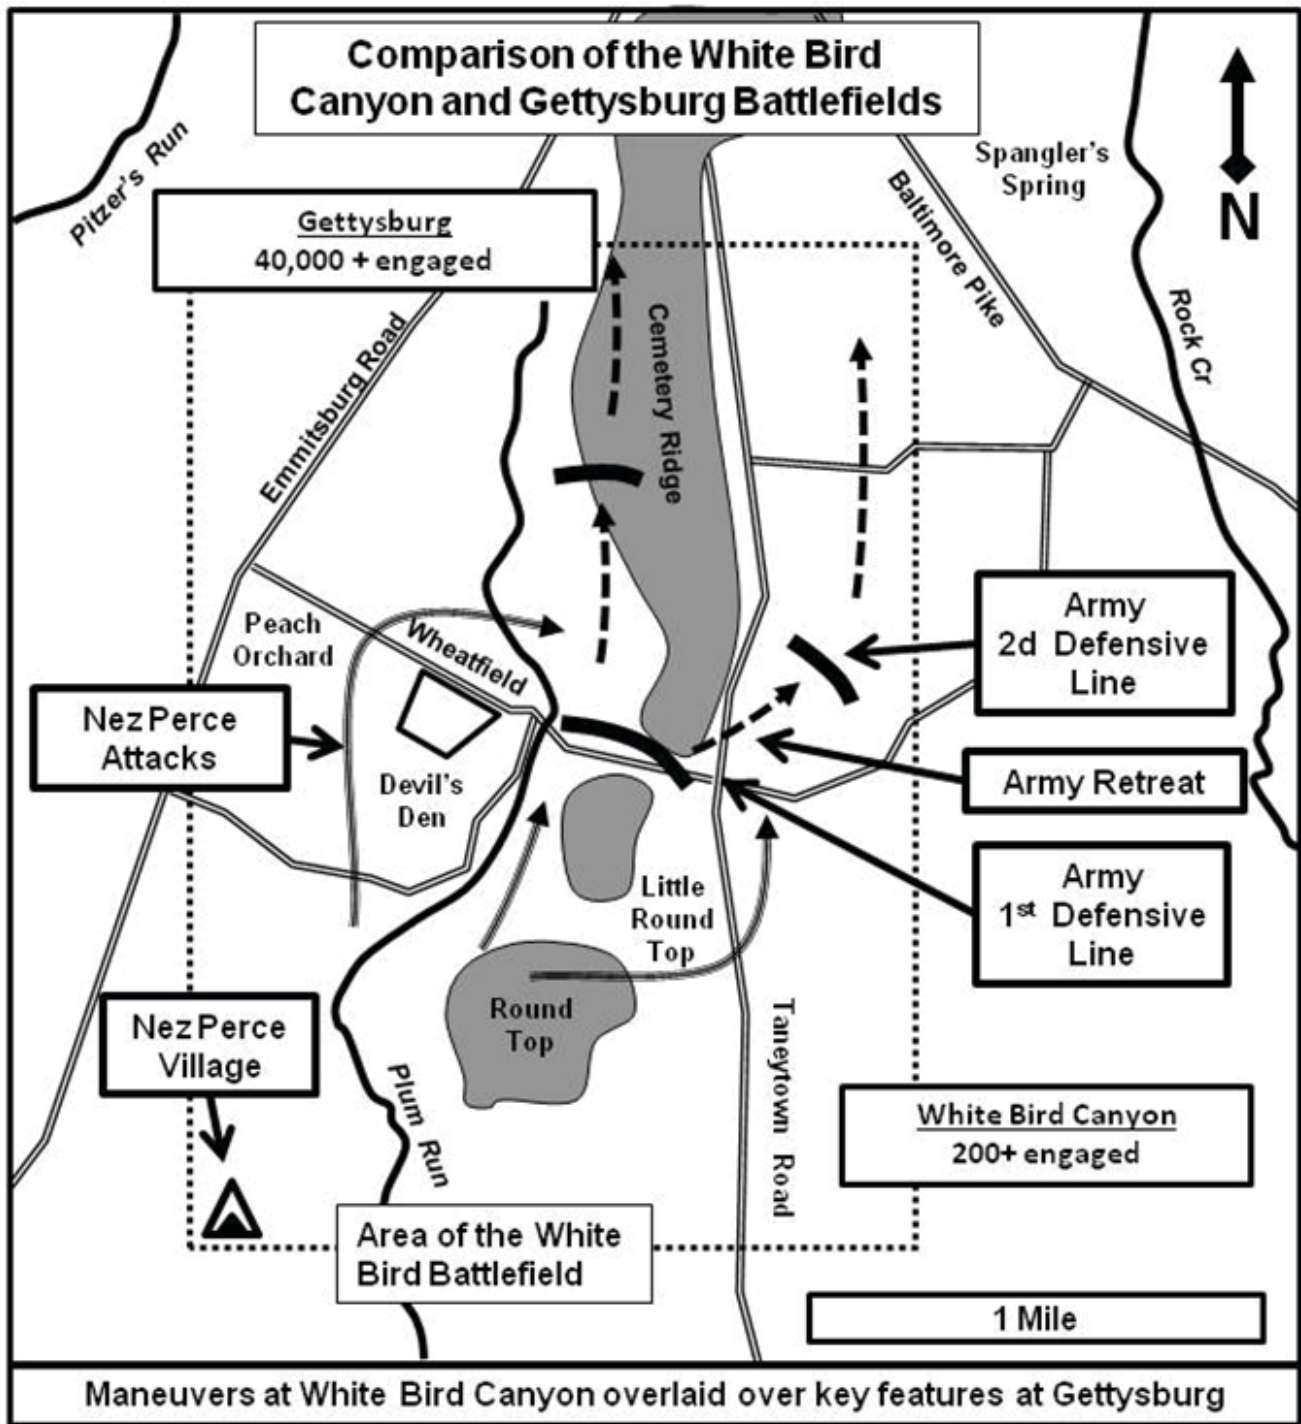 Comparison of the White Bird
Canyon and Gettysburg Battlefields
N
Pitzer's Run
Spangler's
Spring
Baltimore Pike
Rock Cr
Gettysburg
40,000 + engaged
Emmitsburg Road
Cemetery Ridge
Peach
Orchard
Wheatfield
Army
2d Defensive
Line
Nez Perce
Attacks
Devil's
Den
Army Retreat
Army
1st Defensive
Line
Little
Round
Top
Round
Top
Nez Perce
Village
Plum Run
Taneytown Road
White Bird Canyon
200+ engaged
Area of the White
Bird Battlefield
1 Mile
Maneuvers at White Bird Canyon overlaid over key features at Gettysburg